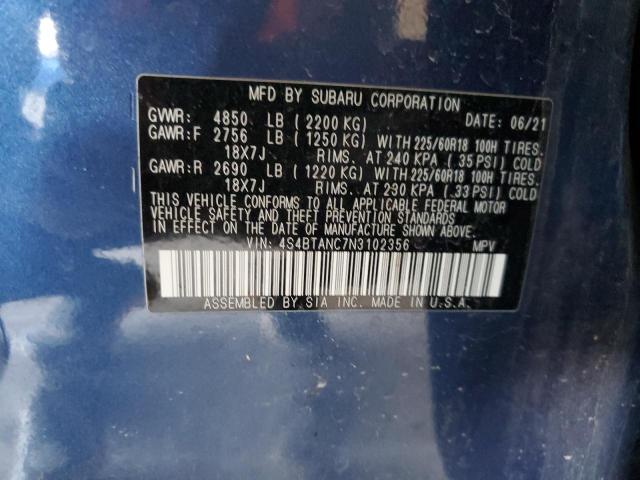 MFD BY SUBARU CORPORATION
GVWR: 4850 LB ( 2200 KG) DATE: 06/21
GAWR:F 2756 LB ( 1250 KG) WITH 225/60R18 100H TIRES.
18X7J RIMS. AT 240 KPA ( 35 PSI) COLD
GAWR:R 2690 LB ( 1220 KG) WITH 225/60R18 100H TIRES.
18X7J RIMS. AT 290 KPA ( 33 PSI) COLD
THIS VEHICLE CONFORMS TO ALL APPLICABLE FEDERAL MOTOR
VEHICLE SAFETY AND THEFT PREVENTION STANDARDS
IN EFFECT ON THE DATE OF MANUFACTURE SHOWN ABOVE.
VIN: 4S4BTANC7N3102356 MPV
ASSEMBLED BY SIA INC. MADE IN U.S.A.